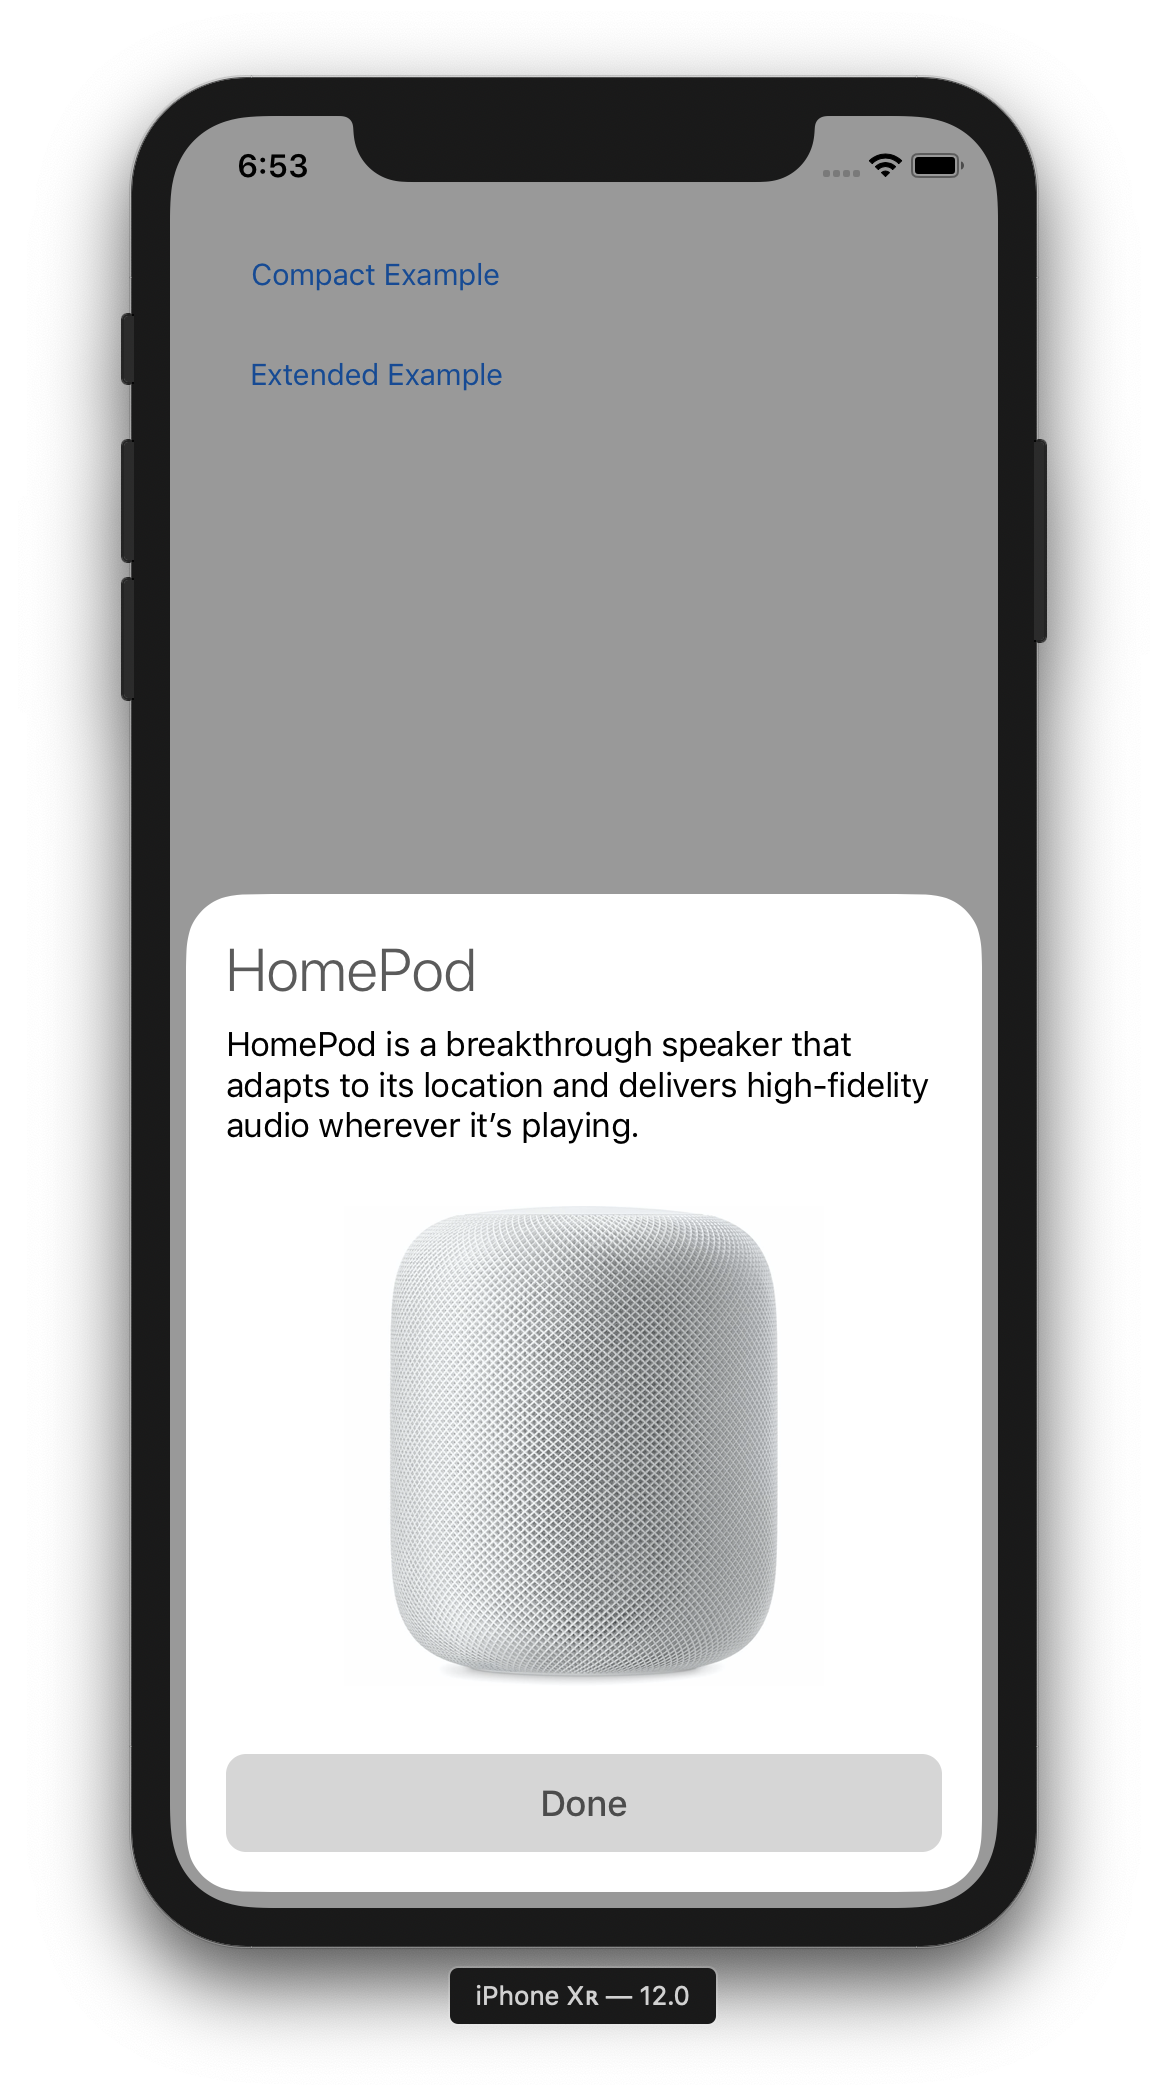 6:53
Compact Example
Extended Example
HomePod
HomePod is a breakthrough speaker that
adapts to its location and delivers high-fidelity
audio wherever it’s playing.
Done
iPhone Xʀ — 12.0